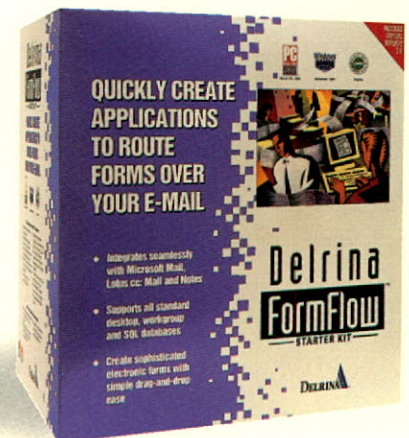 QUICKLY CREATE
APPLICATIONS
TO ROUTE
FORMS OVER
YOUR E-MAIL
Integrates seamlessly
with Microsoft Mail,
Lotus cc: Mail and Notes
Supports all standard
desktop, workgroup
and SQL databases
Create sophisticated
electronic forms with
simple drag-and-drop
ease
PC
Delrina
FormFlow™
STARTER KIT
DELRINA